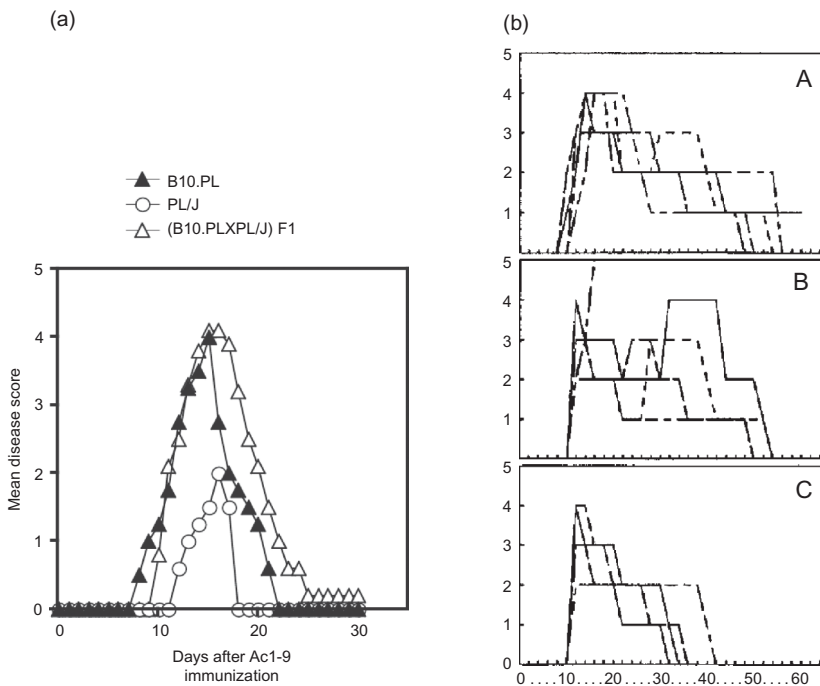 (a)
B10.PL
PL/J
(B10.PLXPL/J) F1
5
4
3
2
1
0
Mean disease score
0
10
20
30
Days after Ac1-9
immunization
(b)
5
4
3
2
1
0
A
5
4
3
2
1
B
5
4
3
2
1
0
C
0 .... 10 .... 20 .... 30 .... 40 .... 50 .... 60